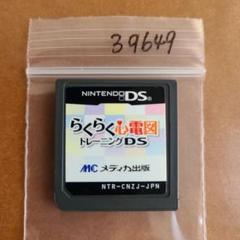 39649
NINTENDO DS
らくらく心電図
トレーニングDS
MC メディカ出版
NTR-CNZJ-JPN